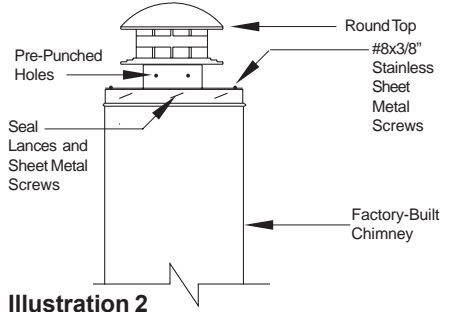 Round Top
#8x3/8”
Stainless
Sheet
Metal
Screws
Pre-Punched
Holes
Seal
Lances and
Sheet Metal
Screws
Factory-Built
Chimney
Illustration 2